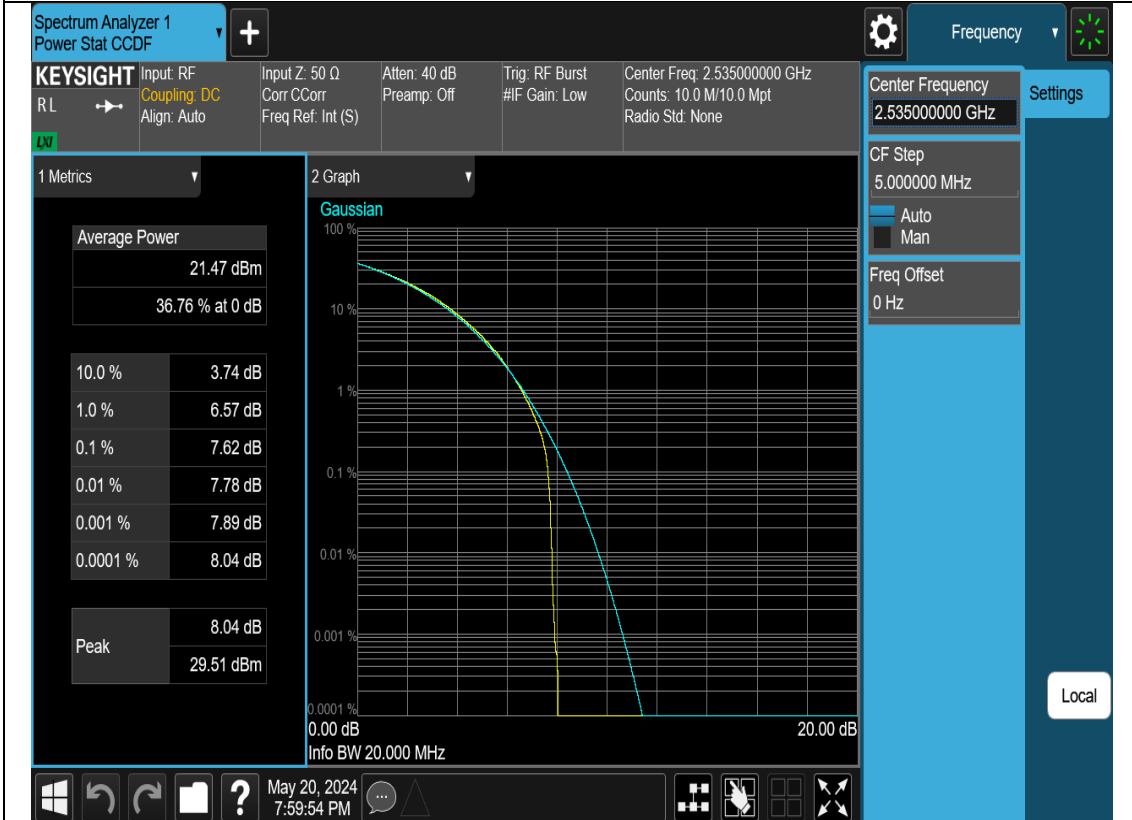 Spectrum Analyzer 1
Power Stat CCDF
+
Frequency
KEYSIGHT
RL
LXI
Input: RF
Coupling: DC
Align: Auto
Input Z: 50 Ω
Corr CCorr
Freq Ref: Int (S)
Atten: 40 dB
Preamp: Off
Trig: RF Burst
#IF Gain: Low
Center Freq: 2.535000000 GHz
Counts: 10.0 M/10.0 Mpt
Radio Std: None
Center Frequency
2.535000000 GHz
Settings
CF Step
5.000000 MHz
Auto
Man
Freq Offset
0 Hz
1 Metrics
Average Power
21.47 dBm
36.76 % at 0 dB
10.0 % 3.74 dB
1.0 % 6.57 dB
0.1 % 7.62 dB
0.01 % 7.78 dB
0.001 % 7.89 dB
0.0001 % 8.04 dB
Peak
8.04 dB
29.51 dBm
2 Graph
Gaussian
100 %
10 %
1 %
0.1 %
0.01 %
0.001 %
0.0001 %
0.00 dB 20.00 dB
Info BW 20.000 MHz
Local
?
May 20, 2024
7:59:54 PM